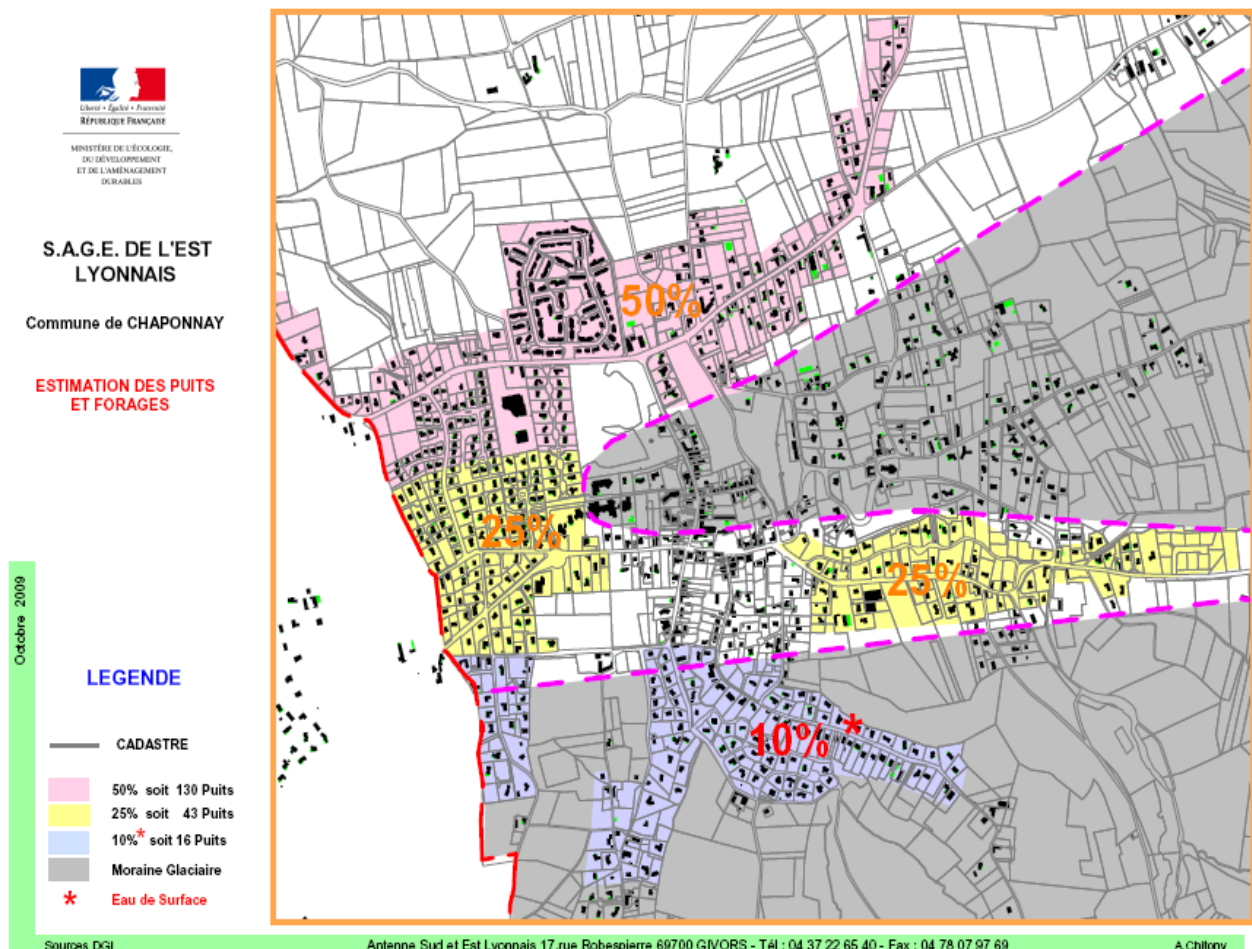 Liberté • Égalité • Fraternité
RÉPUBLIQUE FRANÇAISE
MINISTÈRE DE L'ÉCOLOGIE,
DU DÉVELOPPEMENT
ET DE L'AMÉNAGEMENT
DURABLES
S.A.G.E. DE L'EST
LYONNAIS
Commune de CHAPONNAY
ESTIMATION DES PUITS
ET FORAGES
50%
25%
25%
10% *
Octobre 2009
LEGENDE
CADASTRE
50% soit 130 Puits
25% soit 43 Puits
10%* soit 16 Puits
Moraine Glaciaire
* Eau de Surface
Sources DGI
Antenne Sud et Est Lyonnais 17,rue Robespierre 69700 GIVORS - Tél : 04 37 22 65 40 - Fax : 04 78 07 97 69
A.Chilony